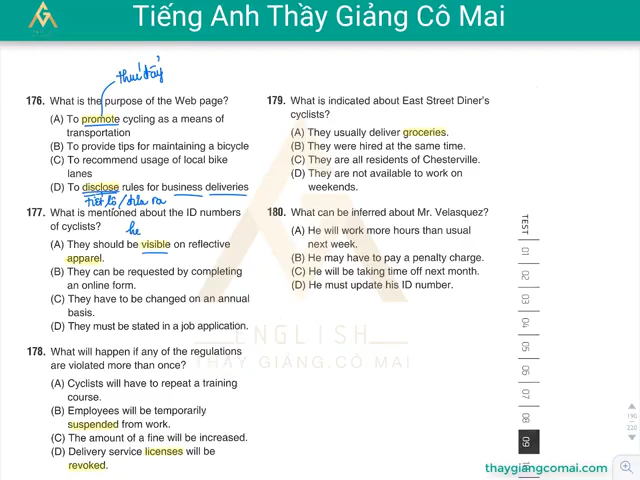 Tiếng Anh Thầy Giảng Cô Mai
thúc đẩy
176. What is the purpose of the Web page?
(A) To promote cycling as a means of
transportation
(B) To provide tips for maintaining a bicycle
(C) To recommend usage of local bike
lanes
(D) To disclose rules for business deliveries
Tiết lộ / đưa ra
177. What is mentioned about the ID numbers
of cyclists?
(A) They should be visible on reflective
apparel.
(B) They can be requested by completing
an online form.
(C) They have to be changed on an annual
basis.
(D) They must be stated in a job application.
178. What will happen if any of the regulations
are violated more than once?
(A) Cyclists will have to repeat a training
course.
(B) Employees will be temporarily
suspended from work.
(C) The amount of a fine will be increased.
(D) Delivery service licenses will be
revoked.
179. What is indicated about East Street Diner's
cyclists?
(A) They usually deliver groceries.
(B) They were hired at the same time.
(C) They are all residents of Chesterville.
(D) They are not available to work on
weekends.
180. What can be inferred about Mr. Velasquez?
(A) He will work more hours than usual
next week.
(B) He may have to pay a penalty charge.
(C) He will be taking time off next month.
(D) He must update his ID number.
ENGLISH
THẦY GIẢNG.CÔ MAI
TEST
01
02
03
04
05
06
07
08
09
10
190
220
thaygiangcomai.com